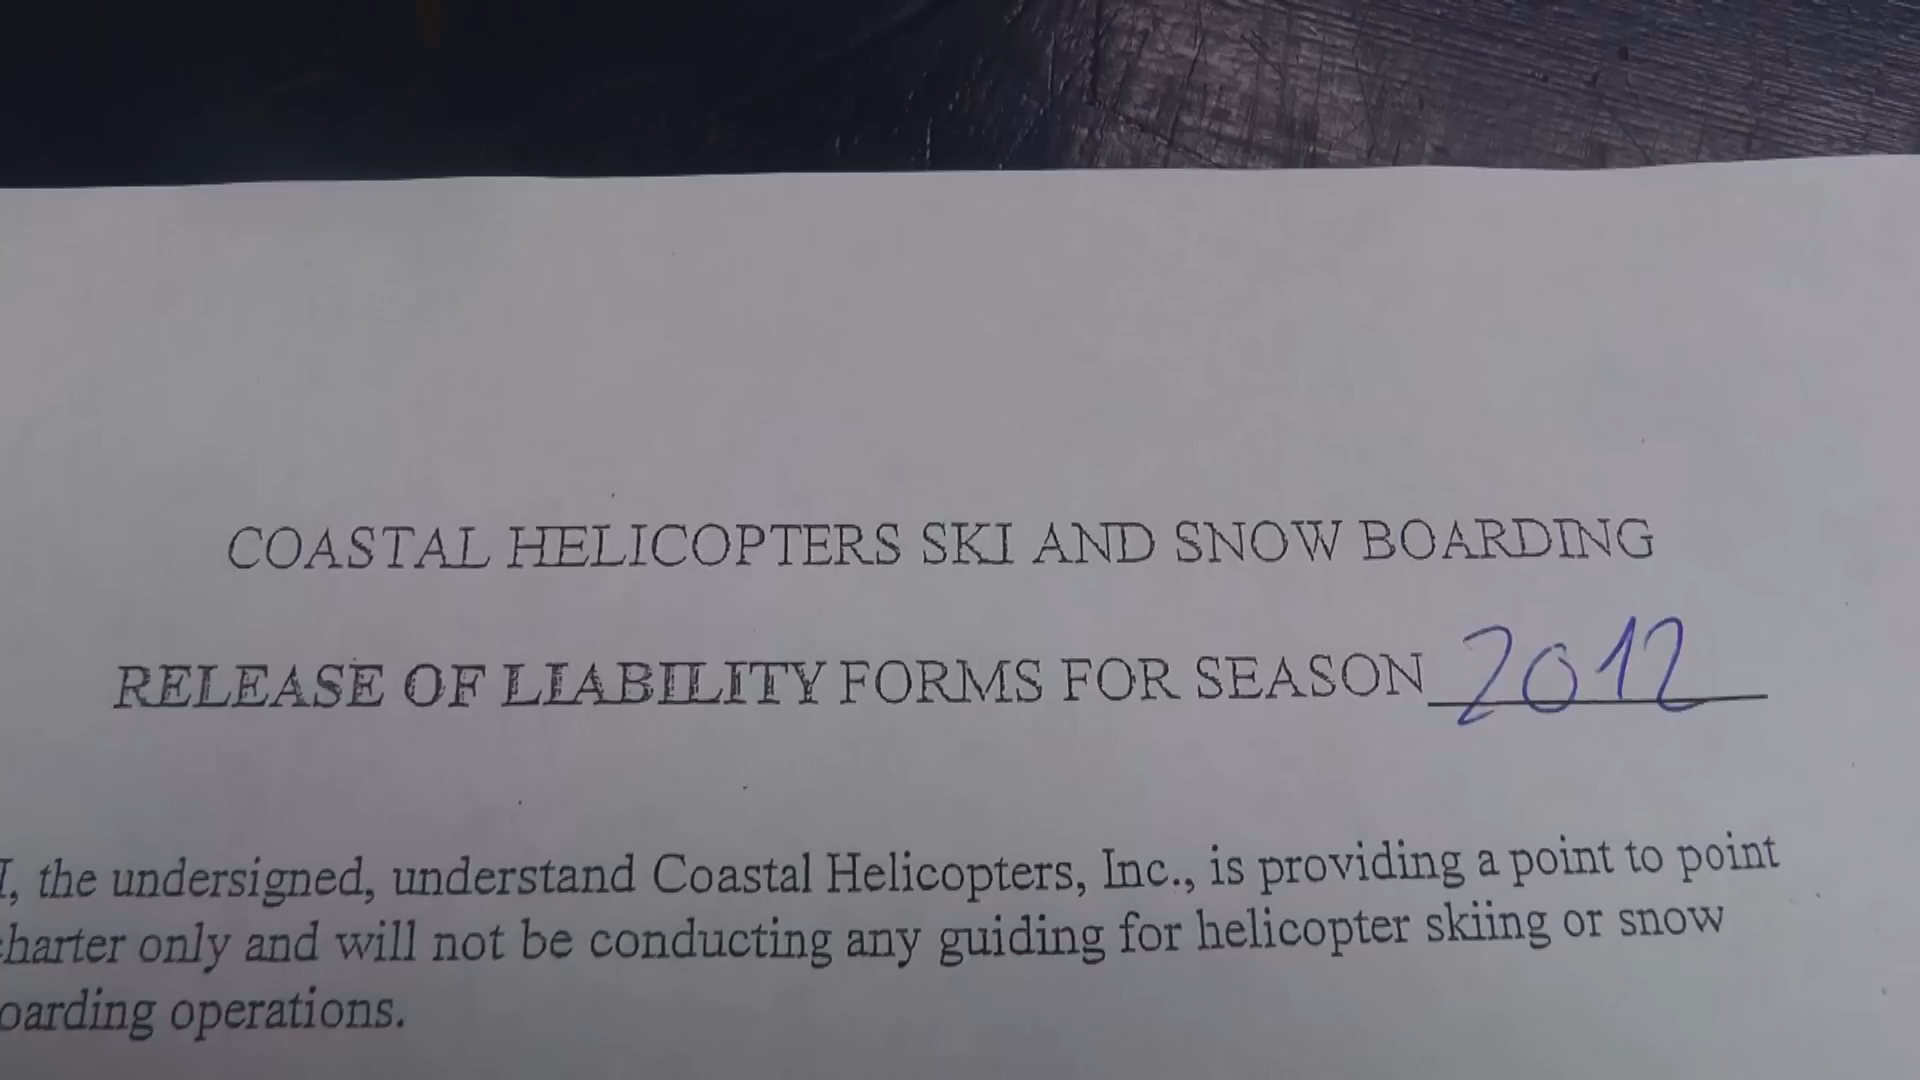 COASTAL HELICOPTERS SKI AND SNOW BOARDING
RELEASE OF LIABILITY FORMS FOR SEASON 2012
I, the undersigned, understand Coastal Helicopters, Inc., is providing a point to point
harter only and will not be conducting any guiding for helicopter skiing or snow
oarding operations.